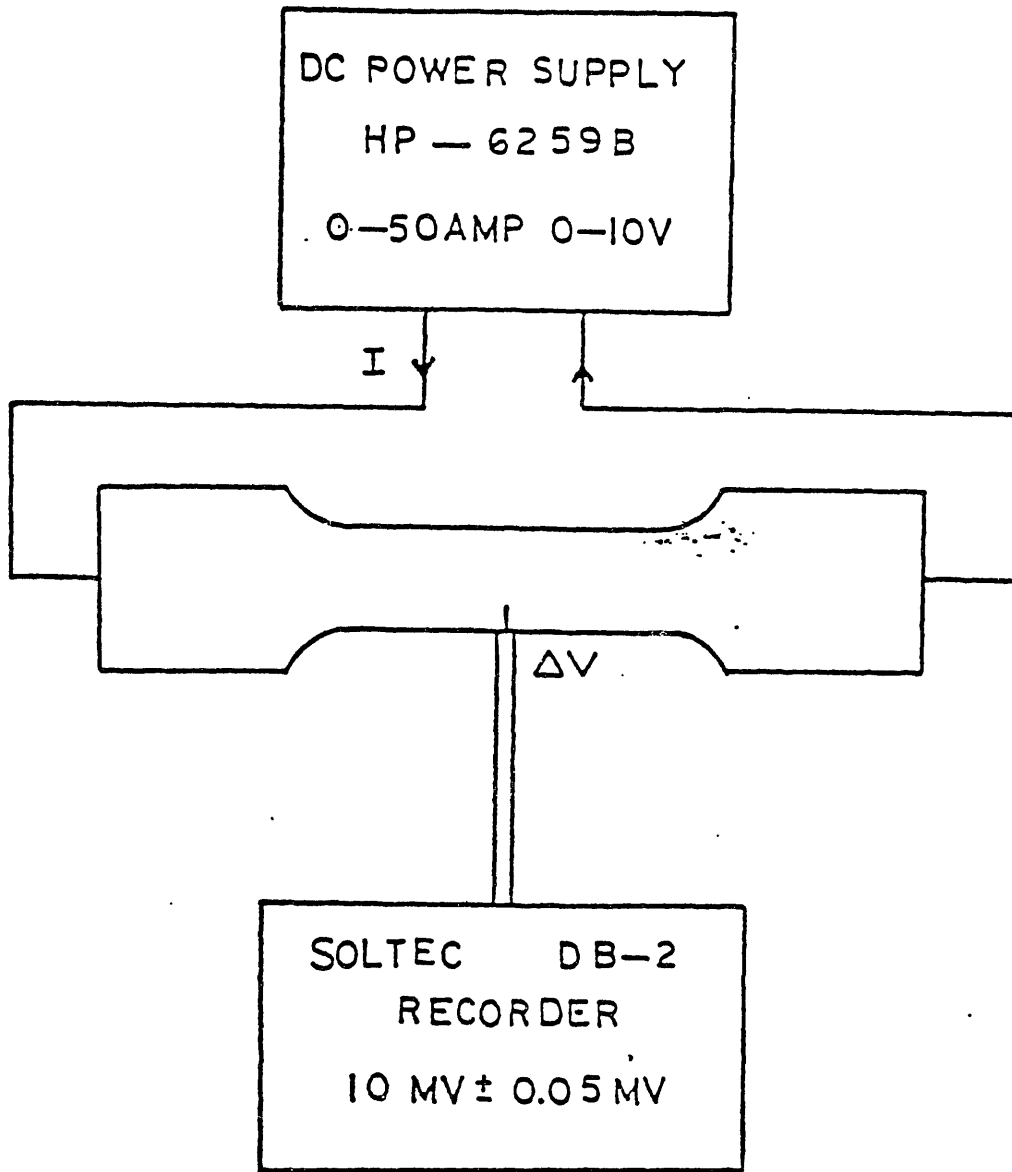 DC POWER SUPPLY
HP — 6259B
0—50AMP 0—10V
I
ΔV
SOLTEC DB—2
RECORDER
10 MV ± 0.05 MV